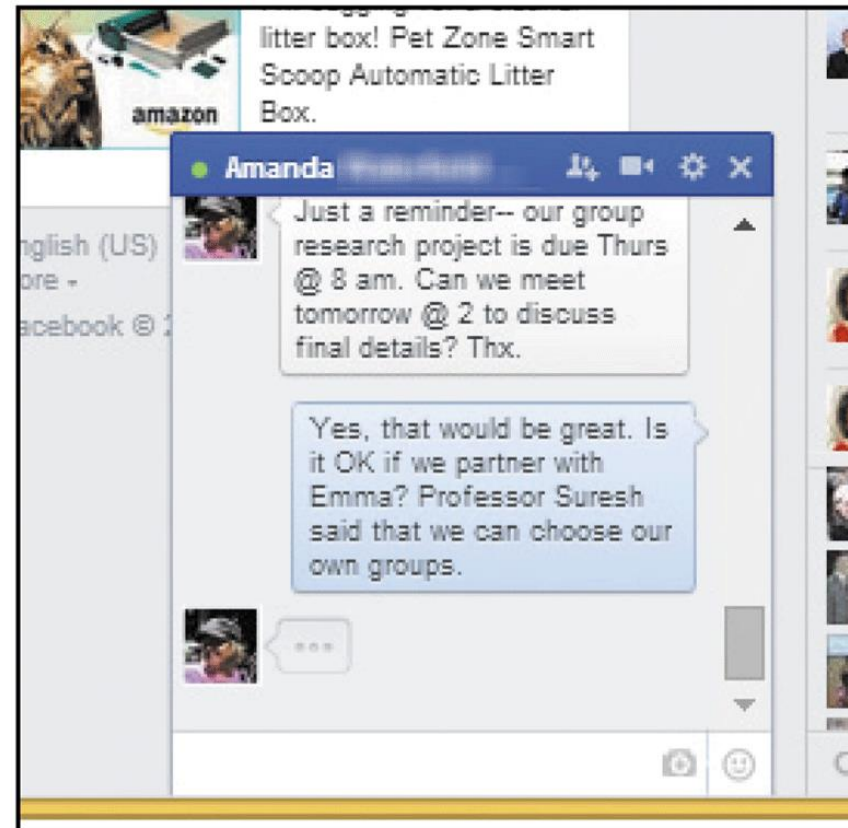 litter box! Pet Zone Smart
Scoop Automatic Litter
Box.
amazon
Amanda
Just a reminder-- our group
research project is due Thurs
@ 8 am. Can we meet
tomorrow @ 2 to discuss
final details? Thx.
nglish (US)
ore
acebook ©
Yes, that would be great. Is
it OK if we partner with
Emma? Professor Suresh
said that we can choose our
own groups.